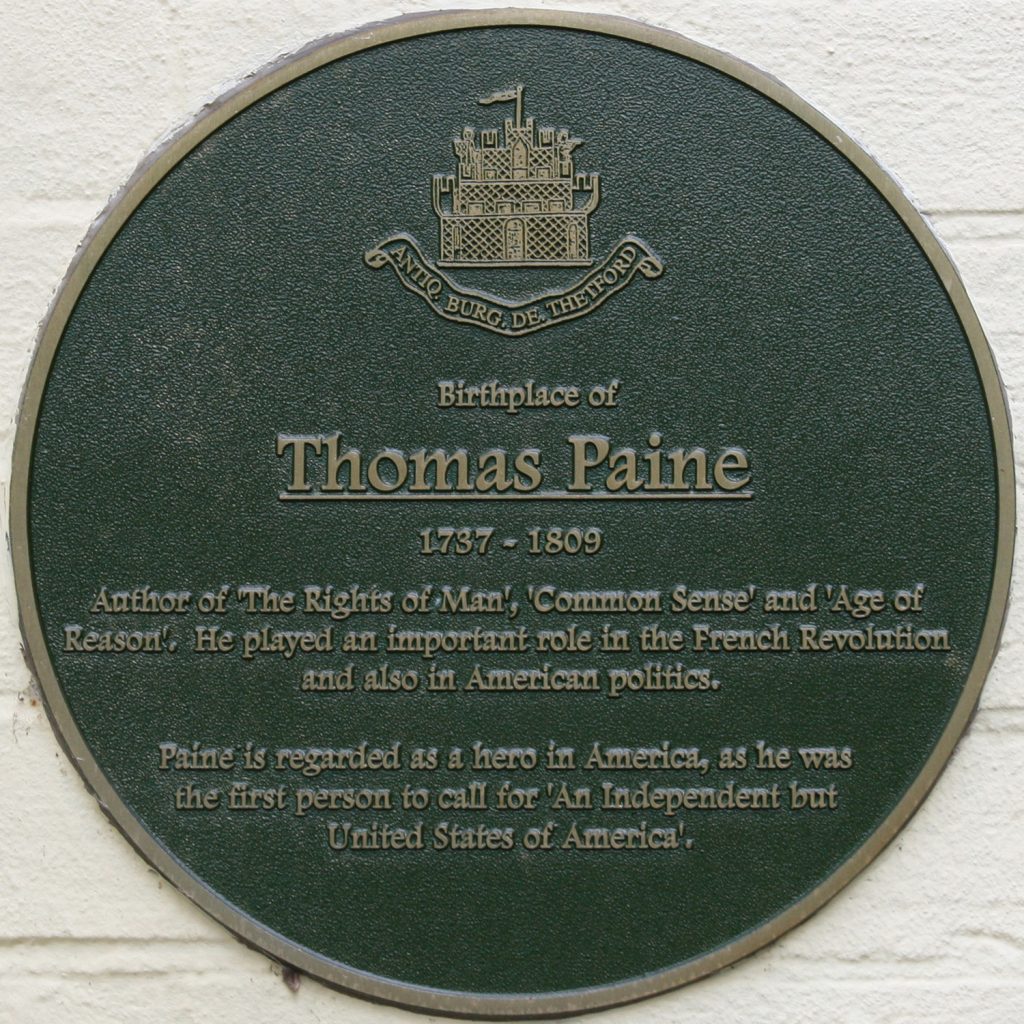 ANTIQ. BURG. DE. THETFORD
Birthplace of
Thomas Paine
1737 - 1809
Author of 'The Rights of Man', 'Common Sense' and 'Age of
Reason'. He played an important role in the French Revolution
and also in American politics.
Paine is regarded as a hero in America, as he was
the first person to call for 'An Independent but
United States of America'.